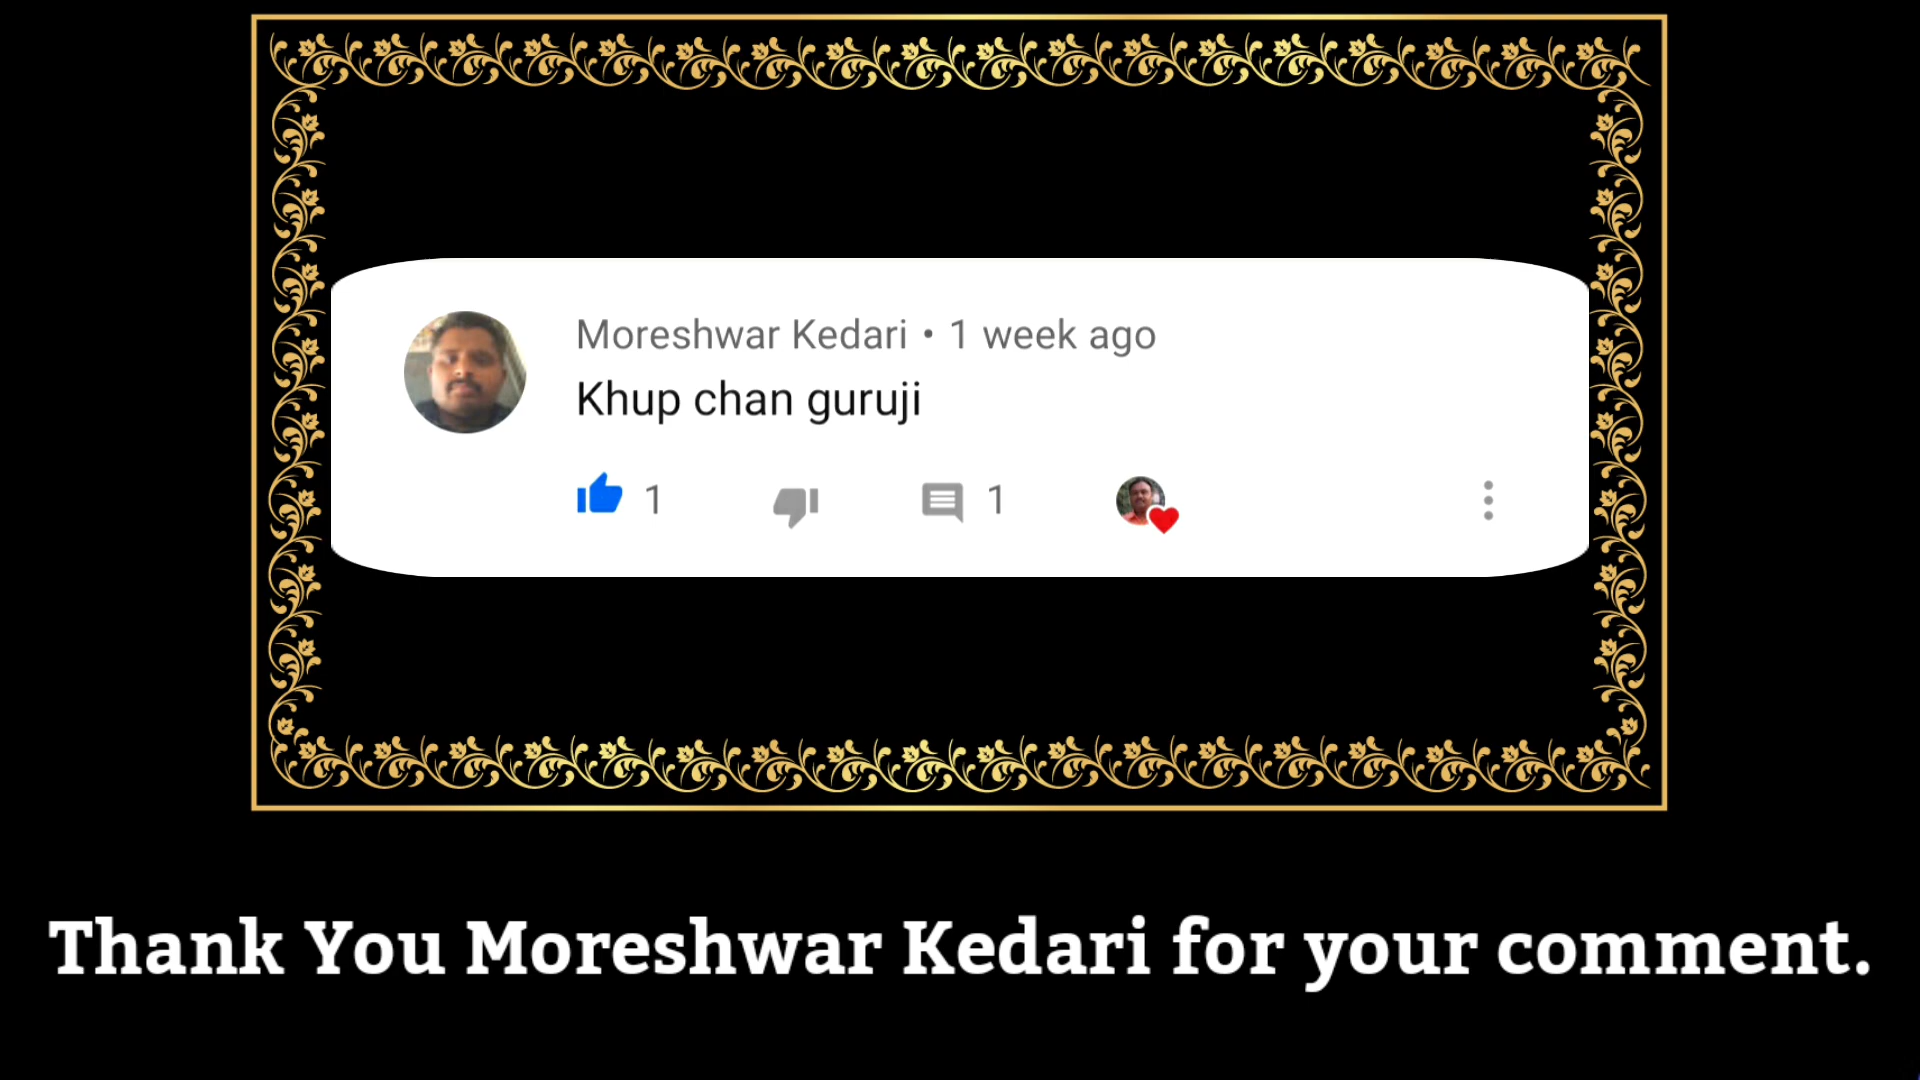 Moreshwar Kedari • 1 week ago
Khup chan guruji
1 1
Thank You Moreshwar Kedari for your comment.